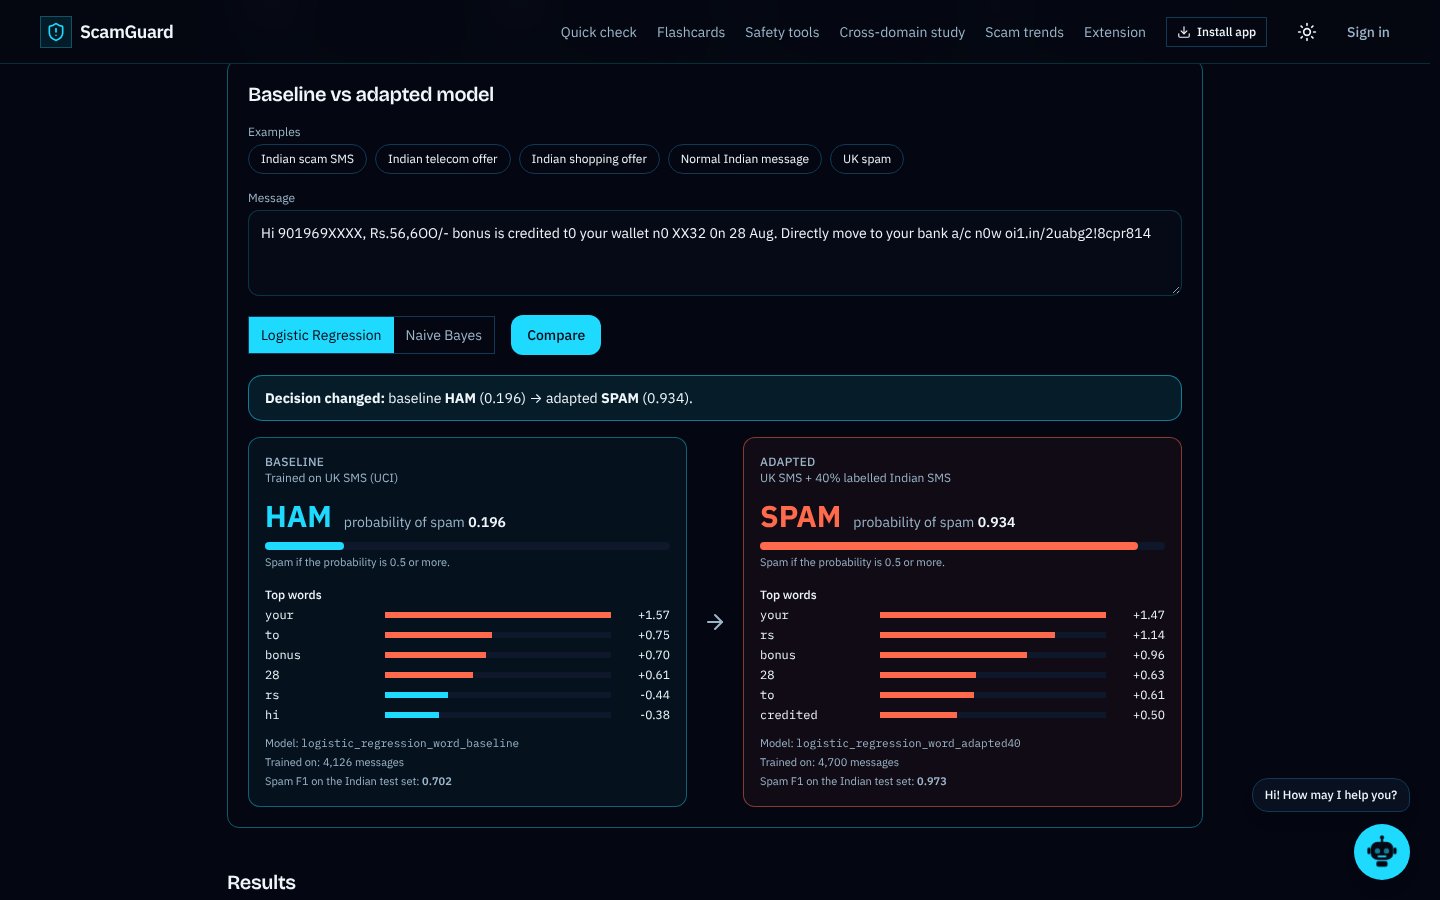 ScamGuard
Quick check Flashcards Safety tools Cross-domain study Scam trends Extension Install app Sign in
Baseline vs adapted model
Examples
Indian scam SMS Indian telecom offer Indian shopping offer Normal Indian message UK spam
Message
Hi 901969XXXX, Rs.56,6OO/- bonus is credited t0 your wallet n0 XX32 0n 28 Aug. Directly move to your bank a/c n0w oi1.in/2uabg2!8cpr814
Logistic Regression Naive Bayes Compare
Decision changed: baseline HAM (0.196) → adapted SPAM (0.934).
BASELINE
Trained on UK SMS (UCI)
HAM probability of spam 0.196
Spam if the probability is 0.5 or more.
Top words
your +1.57
to +0.75
bonus +0.70
28 +0.61
rs -0.44
hi -0.38
Model: logistic_regression_word_baseline
Trained on: 4,126 messages
Spam F1 on the Indian test set: 0.702
→
ADAPTED
UK SMS + 40% labelled Indian SMS
SPAM probability of spam 0.934
Spam if the probability is 0.5 or more.
Top words
your +1.47
rs +1.14
bonus +0.96
28 +0.63
to +0.61
credited +0.50
Model: logistic_regression_word_adapted40
Trained on: 4,700 messages
Spam F1 on the Indian test set: 0.973
Hi! How may I help you?
Results